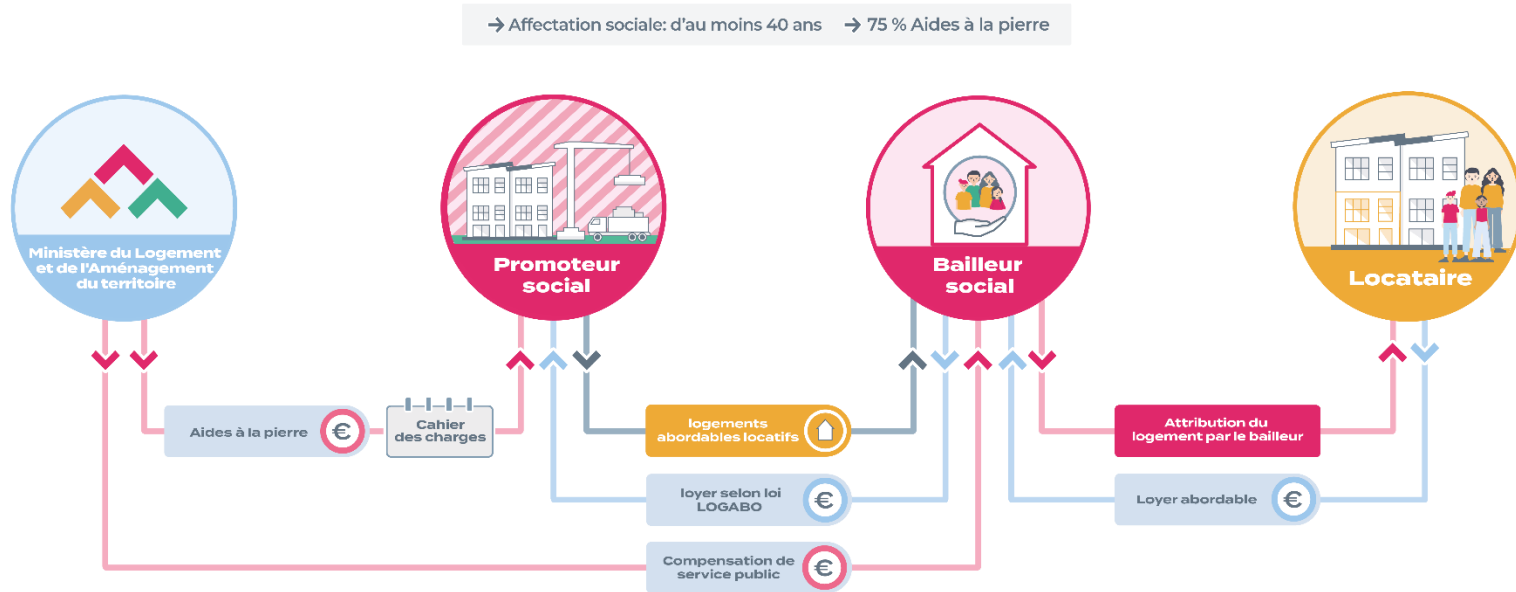 → Affectation sociale: d'au moins 40 ans → 75 % Aides à la pierre
Ministère du Logement
et de l'Aménagement
du territoire
Promoteur
social
Bailleur
social
Locataire
Aides à la pierre €
Cahier
des charges
logements
abordables locatifs
Attribution du
logement par le bailleur
loyer selon loi
LOGABO €
Loyer abordable €
Compensation de
service public €